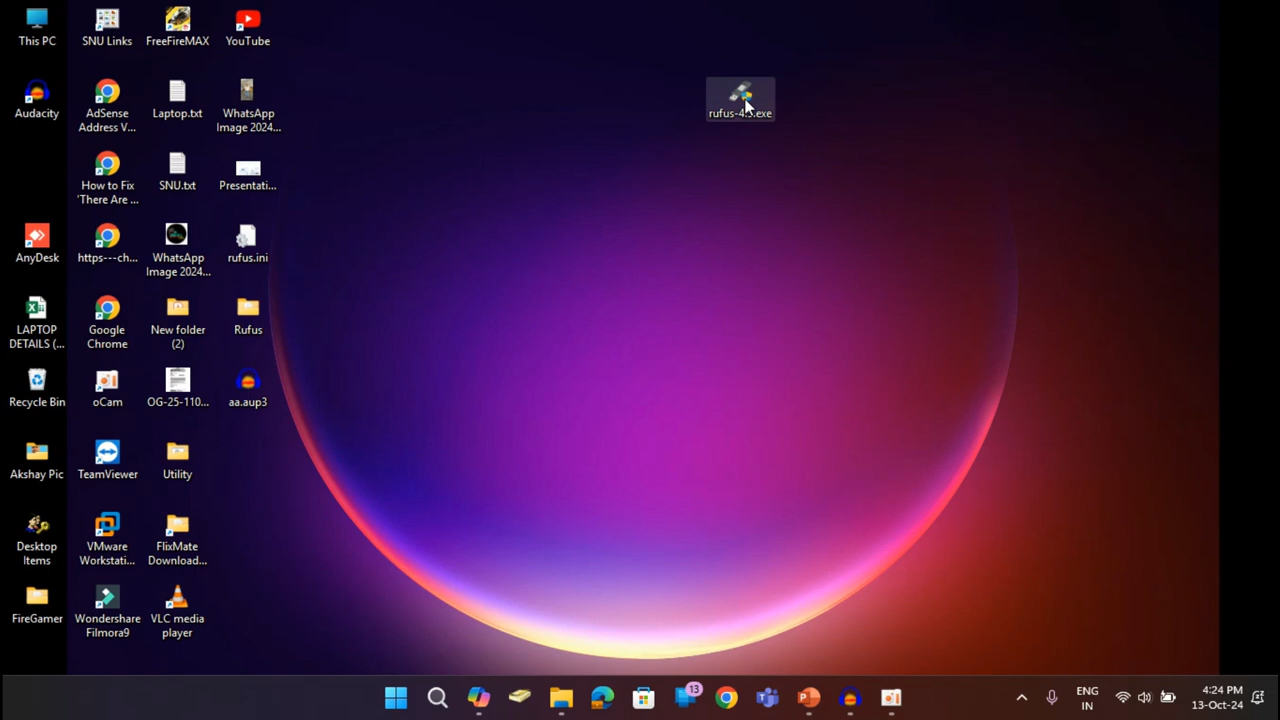 This PC
SNU Links
FreeFireMAX
YouTube
Audacity
AdSense
Address V...
Laptop.txt
WhatsApp
Image 2024...
rufus-4.5.exe
How to Fix
'There Are ...
SNU.txt
Presentati...
AnyDesk
https---ch...
WhatsApp
Image 2024...
rufus.ini
LAPTOP
DETAILS (...
Google
Chrome
New folder
(2)
Rufus
Recycle Bin
oCam
OG-25-110...
aa.aup3
Akshay Pic
TeamViewer
Utility
Desktop
Items
VMware
Workstati...
FlixMate
Download...
FireGamer
Wondershare
Filmora9
VLC media
player
13
ENG
IN
4:24 PM
13-Oct-24